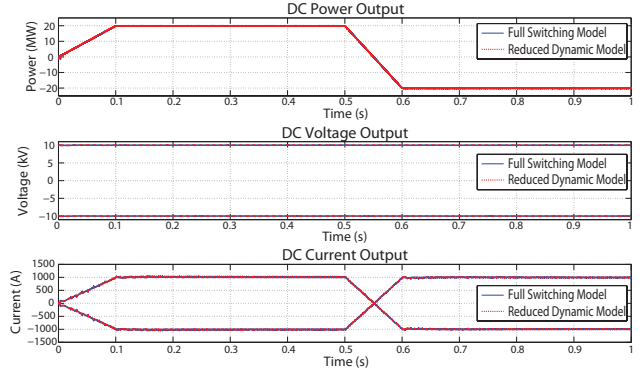 DC Power Output
Power (MW)
20
10
0
−10
−20
Full Switching Model
Reduced Dynamic Model
0 0.1 0.2 0.3 0.4 0.5 0.6 0.7 0.8 0.9 1
Time (s)
DC Voltage Output
Voltage (kV)
10
5
0
−5
−10
Full Switching Model
Reduced Dynamic Model
0 0.1 0.2 0.3 0.4 0.5 0.6 0.7 0.8 0.9 1
Time (s)
DC Current Output
Current (A)
1500
1000
500
0
−500
−1000
−1500
Full Switching Model
Reduced Dynamic Model
0 0.1 0.2 0.3 0.4 0.5 0.6 0.7 0.8 0.9 1
Time (s)